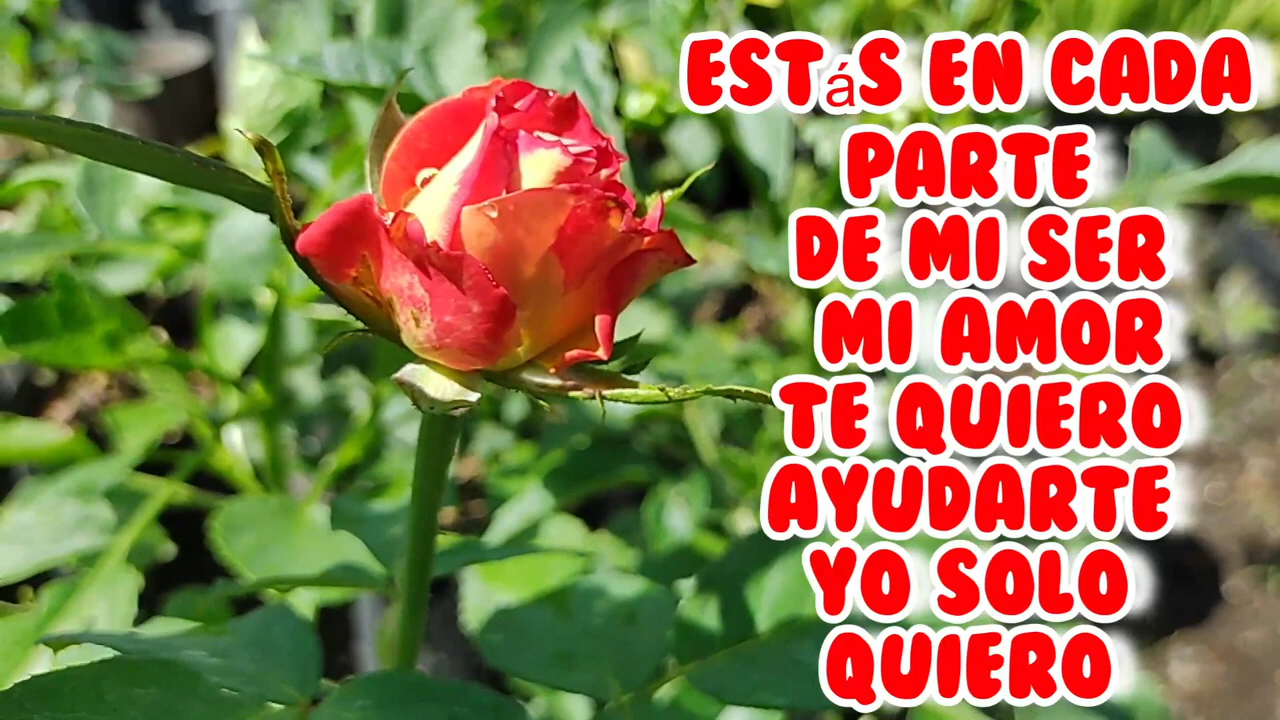 ESTáS EN CADA
PARTE
DE MI SER
MI AMOR
TE QUIERO
AYUDARTE
YO SOLO
QUIERO